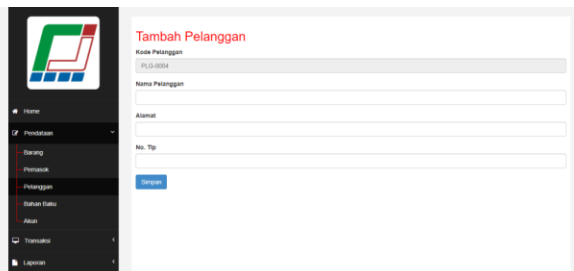 Tambah Pelanggan
Kode Pelanggan
PLG-0004
Nama Pelanggan
Alamat
No. Tlp
Simpan
Home
Pendataan
Barang
Pemasok
Pelanggan
Bahan Baku
Akun
Transaksi
Laporan